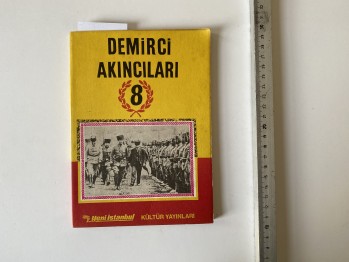 DEMİRCİ
AKINCILARI
8
Yeni İstanbul KÜLTÜR YAYINLARI